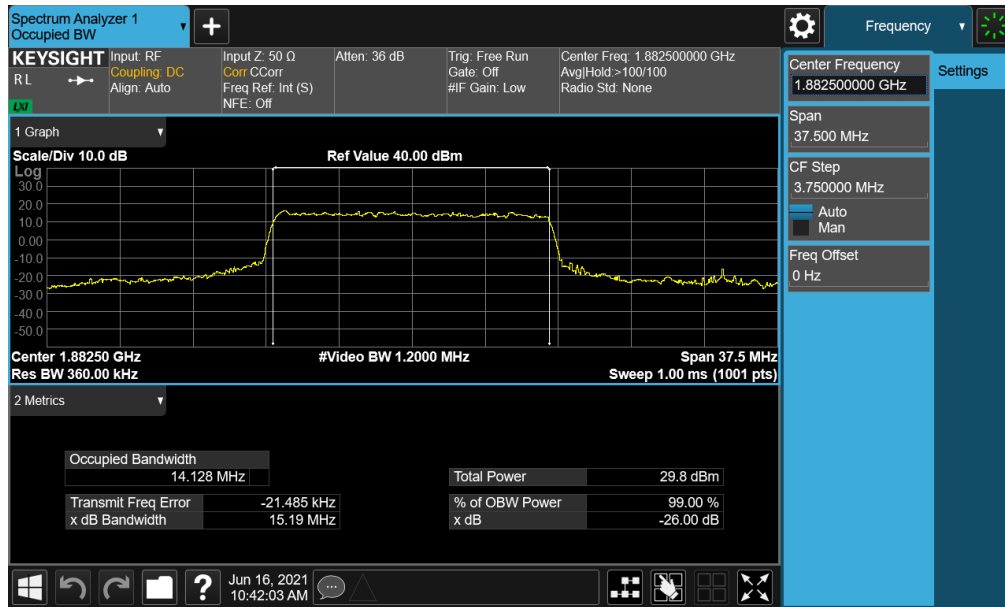 Spectrum Analyzer 1
Occupied BW
Frequency
KEYSIGHT
R L
LXI
Input: RF
Coupling: DC
Align: Auto
Input Z: 50 Ω
Corr CCorr
Freq Ref: Int (S)
NFE: Off
Atten: 36 dB
Trig: Free Run
Gate: Off
#IF Gain: Low
Center Freq: 1.882500000 GHz
Avg|Hold:>100/100
Radio Std: None
Center Frequency
1.882500000 GHz
Settings
Span
37.500 MHz
CF Step
3.750000 MHz
Auto
Man
Freq Offset
0 Hz
1 Graph
Scale/Div 10.0 dB
Ref Value 40.00 dBm
Log
30.0
20.0
10.0
0.00
-10.0
-20.0
-30.0
-40.0
-50.0
Center 1.88250 GHz
#Video BW 1.2000 MHz
Span 37.5 MHz
Res BW 360.00 kHz
Sweep 1.00 ms (1001 pts)
2 Metrics
Occupied Bandwidth
14.128 MHz
Total Power 29.8 dBm
Transmit Freq Error -21.485 kHz
% of OBW Power 99.00 %
x dB Bandwidth 15.19 MHz
x dB -26.00 dB
?
Jun 16, 2021
10:42:03 AM